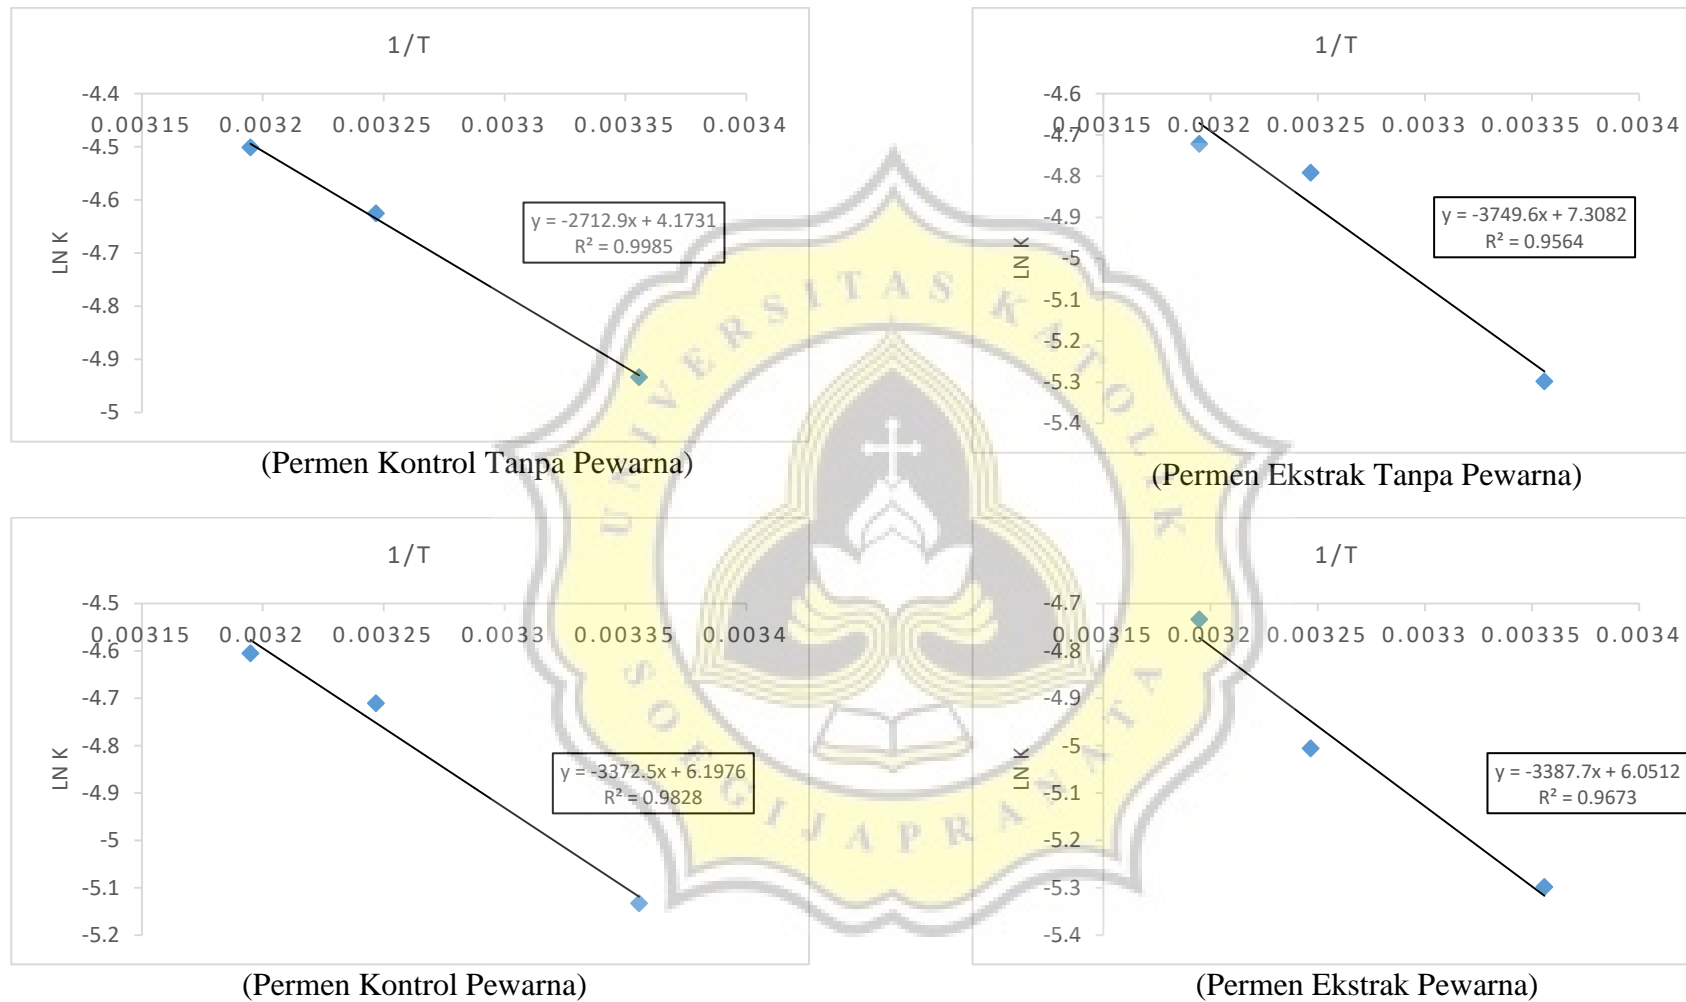 1/T
-4.4
0.00315 0.0032 0.00325 0.0033 0.00335 0.0034
-4.5
-4.6
-4.7
-4.8
-4.9
-5
LN K
y = -2712.9x + 4.1731
R² = 0.9985
(Permen Kontrol Tanpa Pewarna)
1/T
-4.6
0.00315 0.0032 0.00325 0.0033 0.00335 0.0034
-4.7
-4.8
-4.9
-5
-5.1
-5.2
-5.3
-5.4
LN K
y = -3749.6x + 7.3082
R² = 0.9564
(Permen Ekstrak Tanpa Pewarna)
1/T
-4.5
0.00315 0.0032 0.00325 0.0033 0.00335 0.0034
-4.6
-4.7
-4.8
-4.9
-5
-5.1
-5.2
LN K
y = -3372.5x + 6.1976
R² = 0.9828
(Permen Kontrol Pewarna)
1/T
-4.7
0.00315 0.0032 0.00325 0.0033 0.00335 0.0034
-4.8
-4.9
-5
-5.1
-5.2
-5.3
-5.4
LN K
y = -3387.7x + 6.0512
R² = 0.9673
(Permen Ekstrak Pewarna)
UNIVERSITAS KATOLIK
SOEGIJAPRANATA